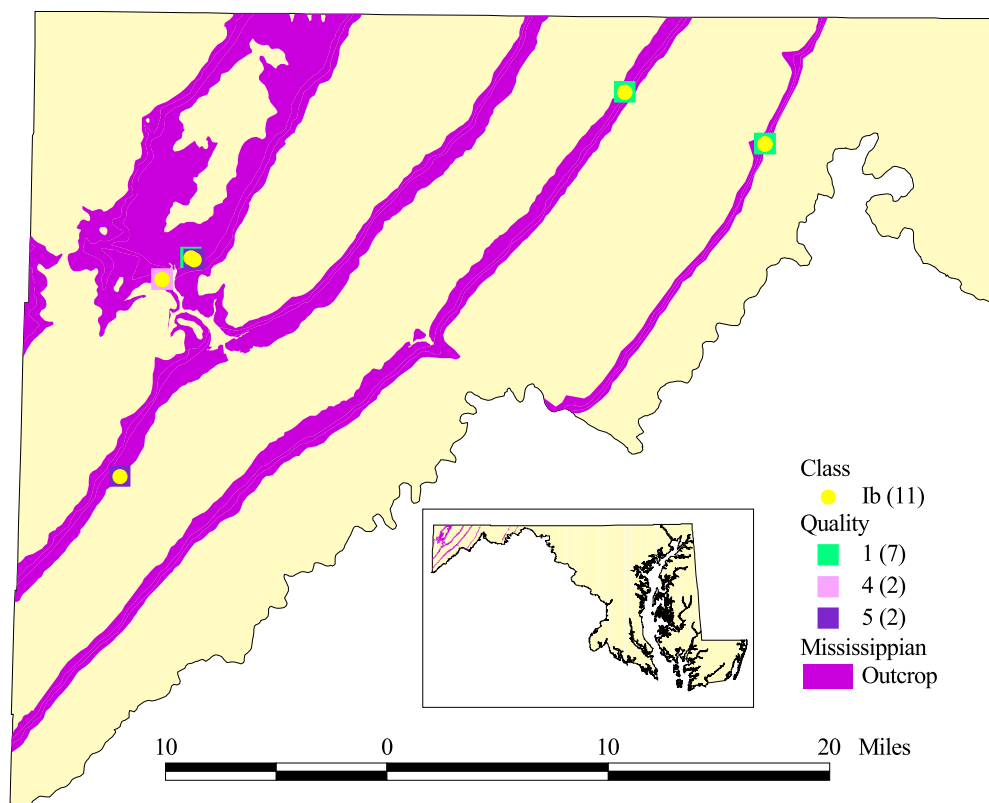 Class
Ib (11)
Quality
1 (7)
4 (2)
5 (2)
Mississippian
Outcrop
10 0 10 20 Miles